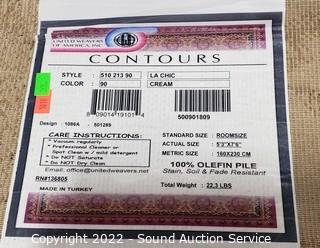 UNITED WEAVERS
OF AMERICA, INC
CONTOURS
STYLE : 510 213 90 LA CHIC
COLOR : 90 CREAM
8 09014 19101 4
500901809
Design : 1086A - 501289
CARE INSTRUCTIONS:
* Vacuum regularly
* Professional Cleaner or
Spot Clean w / mild detergent
* Do NOT Saturate
* Do NOT Dry Clean
Email: office@unitedweavers.net
RN#136805
MADE IN TURKEY
STANDARD SIZE : ROOMSIZE
ACTUAL SIZE : 5'3"X7'6"
METRIC SIZE : 160X230 CM
100% OLEFIN PILE
Stain, Soil & Fade Resistant
Total Weight : 22.3 LBS
Copyright 2022 - Sound Auction Service